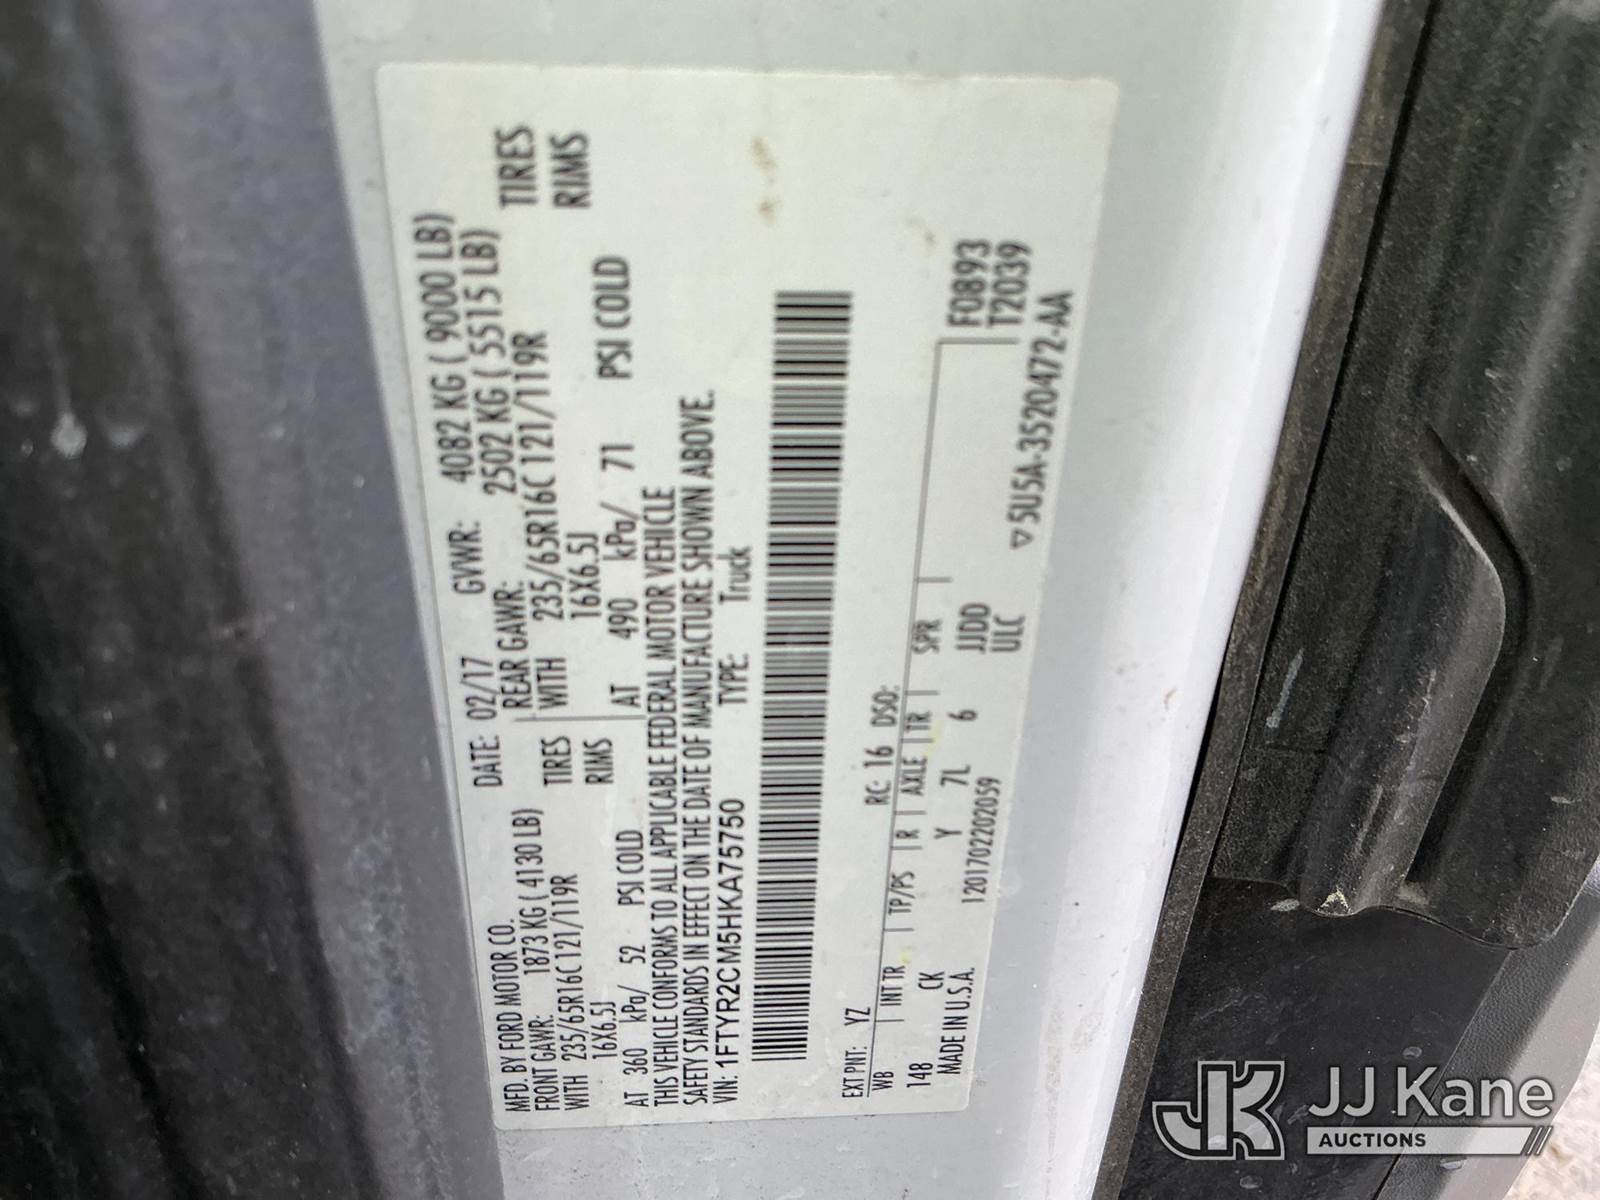 MFD. BY FORD MOTOR CO.
DATE: 02/17 GVWR: 4082 KG ( 9000 LB)
FRONT GAWR: 1873 KG ( 4130 LB) REAR GAWR: 2502 KG ( 5515 LB)
WITH 235/65R16C 121/119R TIRES WITH 235/65R16C 121/119R TIRES
16X6.5J RIMS 16X6.5J RIMS
AT 360 kPa/ 52 PSI COLD AT 490 kPa/ 71 PSI COLD
THIS VEHICLE CONFORMS TO ALL APPLICABLE FEDERAL MOTOR VEHICLE
SAFETY STANDARDS IN EFFECT ON THE DATE OF MANUFACTURE SHOWN ABOVE.
VIN: 1FTYR2CM5HKA75750 TYPE: Truck
EXT PNT: YZ RC: 16 DSO:
WB INT TR TP/PS R AXLE TR SPR F0893
148 CK Y 7L 6 JJDD T2039
MADE IN U.S.A. 1201702202059 ULC
▽5U5A-3520472-AA
JK JJ Kane
AUCTIONS